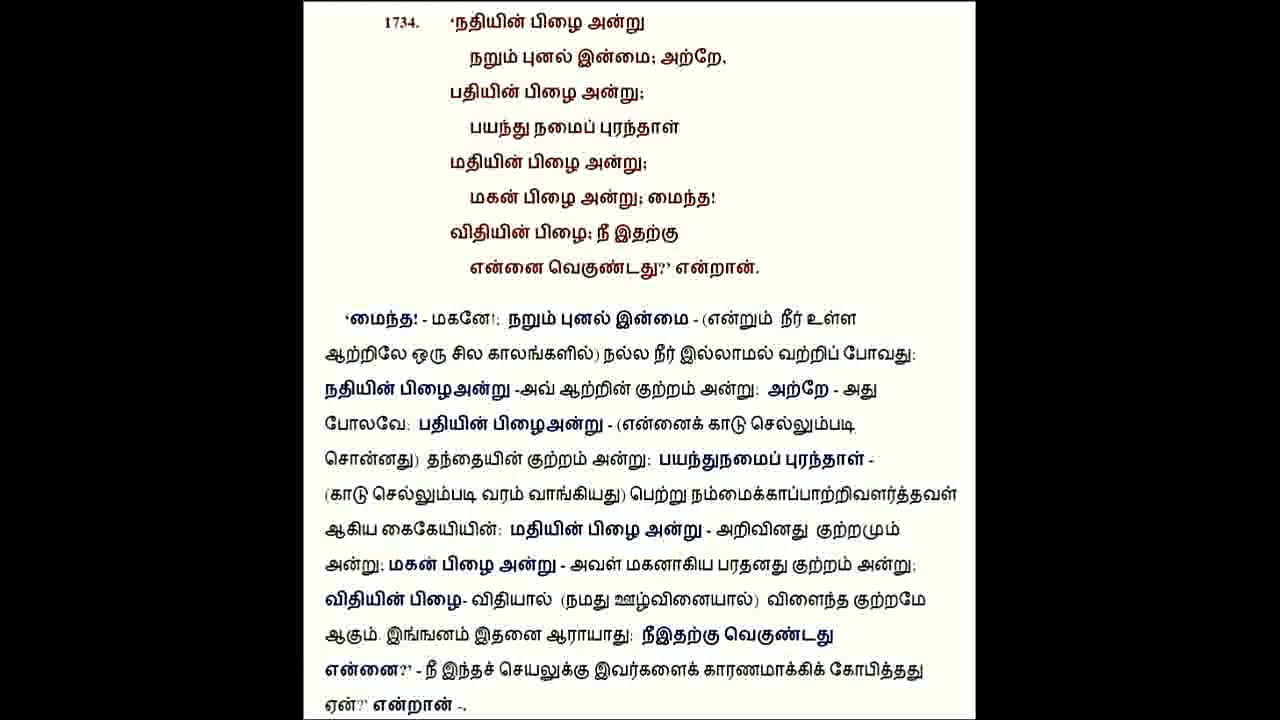 1734. ‘நதியின் பிழை அன்று
நறும் புனல் இன்மை; அற்றே,
பதியின் பிழை அன்று;
பயந்து நமைப் புரந்தாள்
மதியின் பிழை அன்று;
மகன் பிழை அன்று; மைந்த!
விதியின் பிழை; நீ இதற்கு
என்னை வெகுண்டது?’ என்றான்.
‘மைந்த! - மகனே!; நறும் புனல் இன்மை - (என்றும் நீர் உள்ள
ஆற்றிலே ஒரு சில காலங்களில்) நல்ல நீர் இல்லாமல் வற்றிப் போவது;
நதியின் பிழைஅன்று -அவ் ஆற்றின் குற்றம் அன்று; அற்றே - அது
போலவே; பதியின் பிழைஅன்று - (என்னைக் காடு செல்லும்படி
சொன்னது) தந்தையின் குற்றம் அன்று; பயந்துநமைப் புரந்தாள் -
(காடு செல்லும்படி வரம் வாங்கியது) பெற்று நம்மைக்காப்பாற்றிவளர்த்தவள்
ஆகிய கைகேயியின்; மதியின் பிழை அன்று - அறிவினது குற்றமும்
அன்று; மகன் பிழை அன்று - அவள் மகனாகிய பரதனது குற்றம் அன்று;
விதியின் பிழை- விதியால் (நமது ஊழ்வினையால்) விளைந்த குற்றமே
ஆகும். இங்ஙனம் இதனை ஆராயாது; நீஇதற்கு வெகுண்டது
என்னை?’ - நீ இந்தச் செயலுக்கு இவர்களைக் காரணமாக்கிக் கோபித்தது
ஏன்?’ என்றான் -.